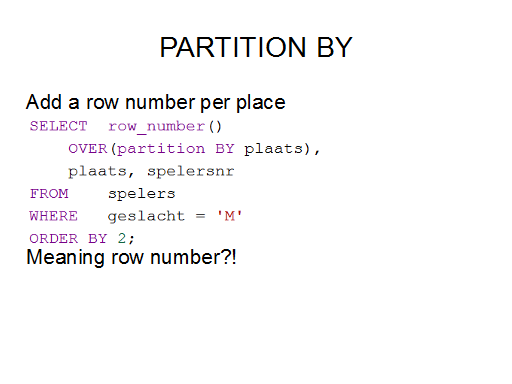 PARTITION BY
Add a row number per place
SELECT row_number()
OVER(partition BY plaats),
plaats, spelersnr
FROM spelers
WHERE geslacht = 'M'
ORDER BY 2;
Meaning row number?!